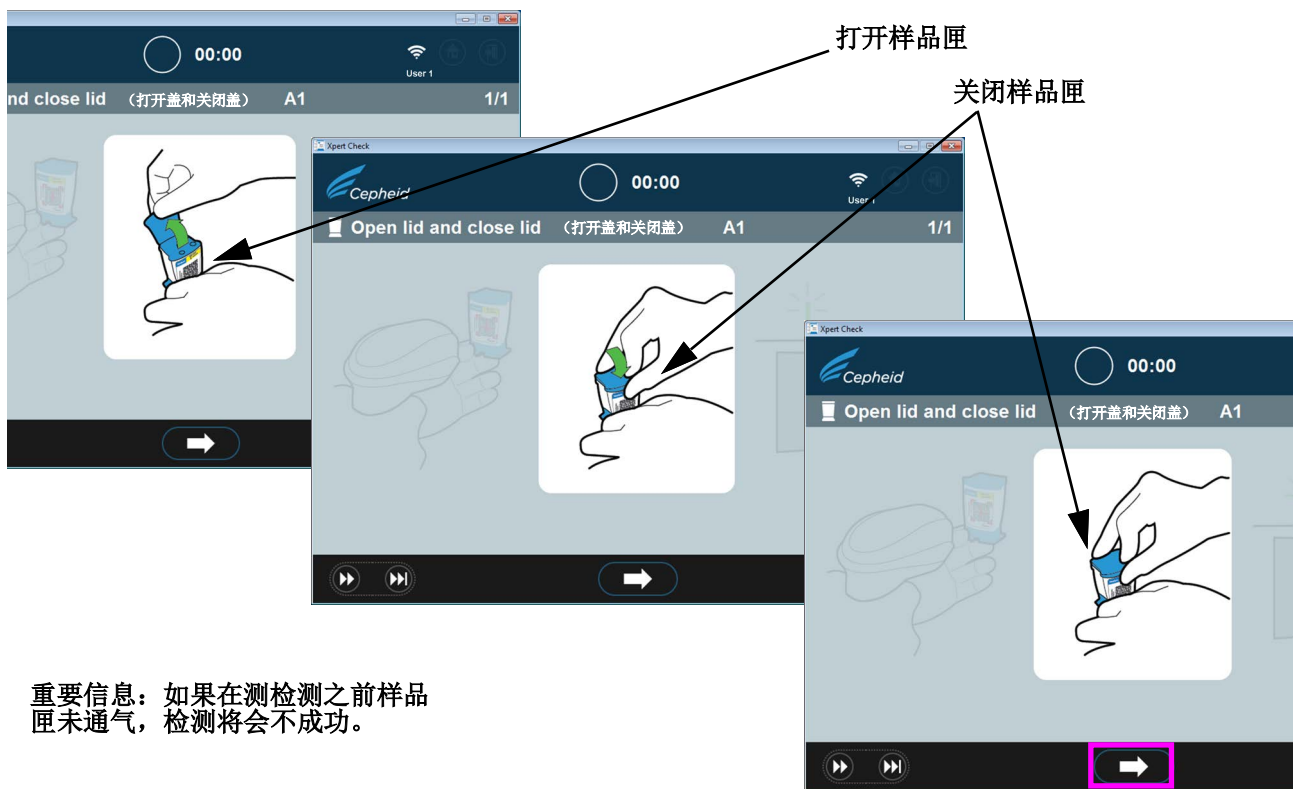 打开样品匣
关闭样品匣
00:00
User 1
nd close lid （打开盖和关闭盖） A1 1/1
Xpert Check
Cepheid
00:00
User 1
Open lid and close lid （打开盖和关闭盖） A1 1/1
Xpert Check
Cepheid
00:00
Open lid and close lid （打开盖和关闭盖） A1
重要信息：如果在测检测之前样品
匣未通气，检测将会不成功。